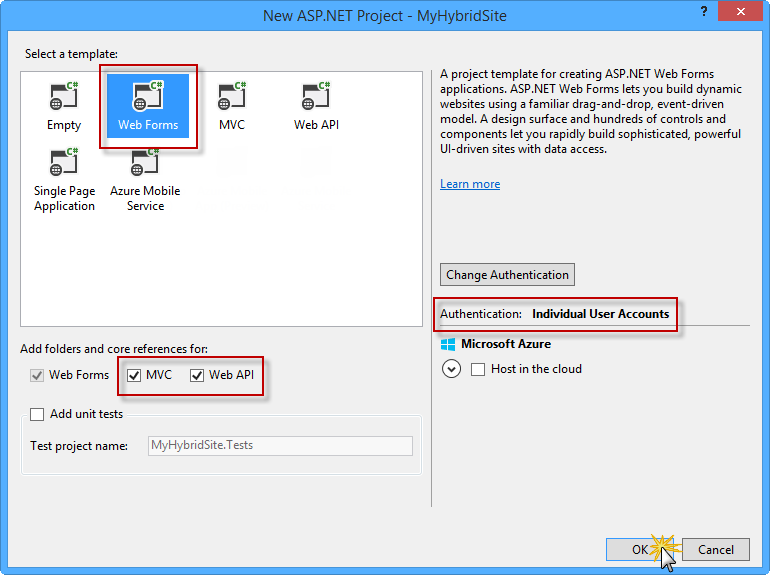 New ASP.NET Project - MyHybridSite
?
Select a template:
C#
Empty
C#
Web Forms
C#
MVC
C#
Web API
C#
Single Page
Application
C#
Azure Mobile
Service
A project template for creating ASP.NET Web Forms
applications. ASP.NET Web Forms lets you build dynamic
websites using a familiar drag-and-drop, event-driven
model. A design surface and hundreds of controls and
components let you rapidly build sophisticated, powerful
UI-driven sites with data access.
Learn more
Change Authentication
Authentication: Individual User Accounts
Microsoft Azure
Host in the cloud
Add folders and core references for:
Web Forms MVC Web API
Add unit tests
Test project name: MyHybridSite.Tests
OK Cancel